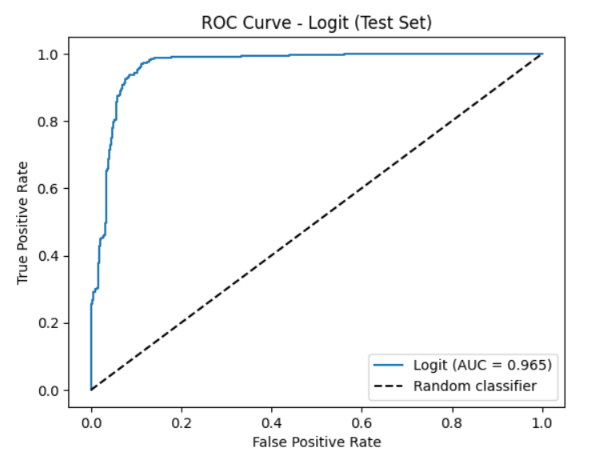 ROC Curve - Logit (Test Set)
1.0
0.8
0.6
0.4
0.2
0.0
True Positive Rate
Logit (AUC = 0.965)
Random classifier
0.0 0.2 0.4 0.6 0.8 1.0
False Positive Rate